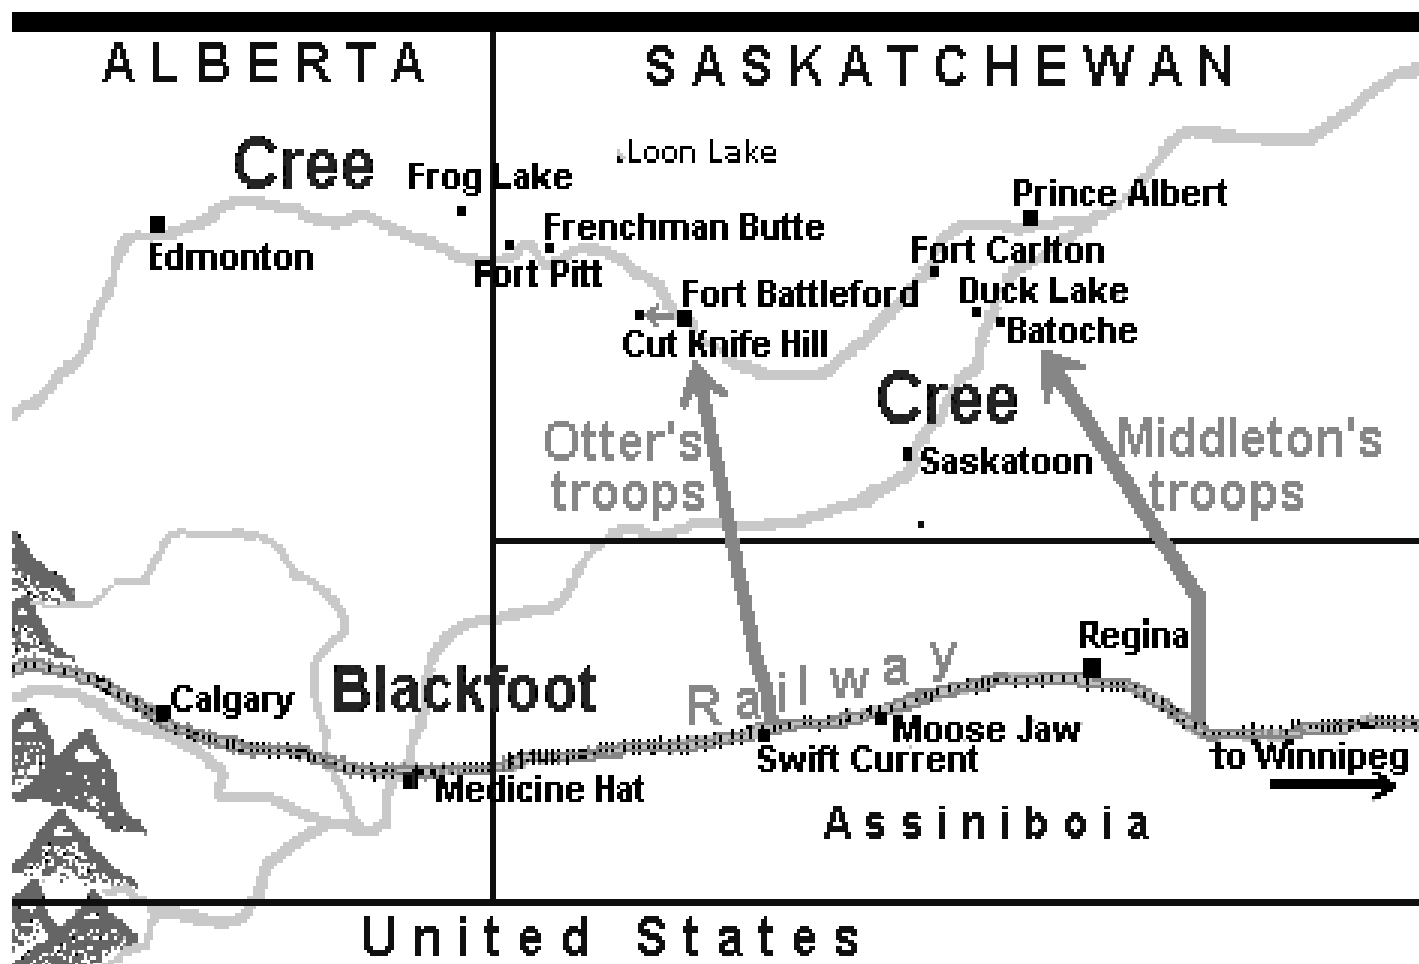 ALBERTA
SASKATCHEWAN
Cree
Loon Lake
Frog Lake
Prince Albert
Frenchman Butte
Edmonton
Fort Carlton
Fort Pitt
Fort Battleford
Duck Lake
Batoche
Cut Knife Hill
Cree
Otter's
troops
Middleton's
troops
Saskatoon
Regina
Railway
Blackfoot
Calgary
Moose Jaw
Swift Current
to Winnipeg
Medicine Hat
Assiniboia
United States